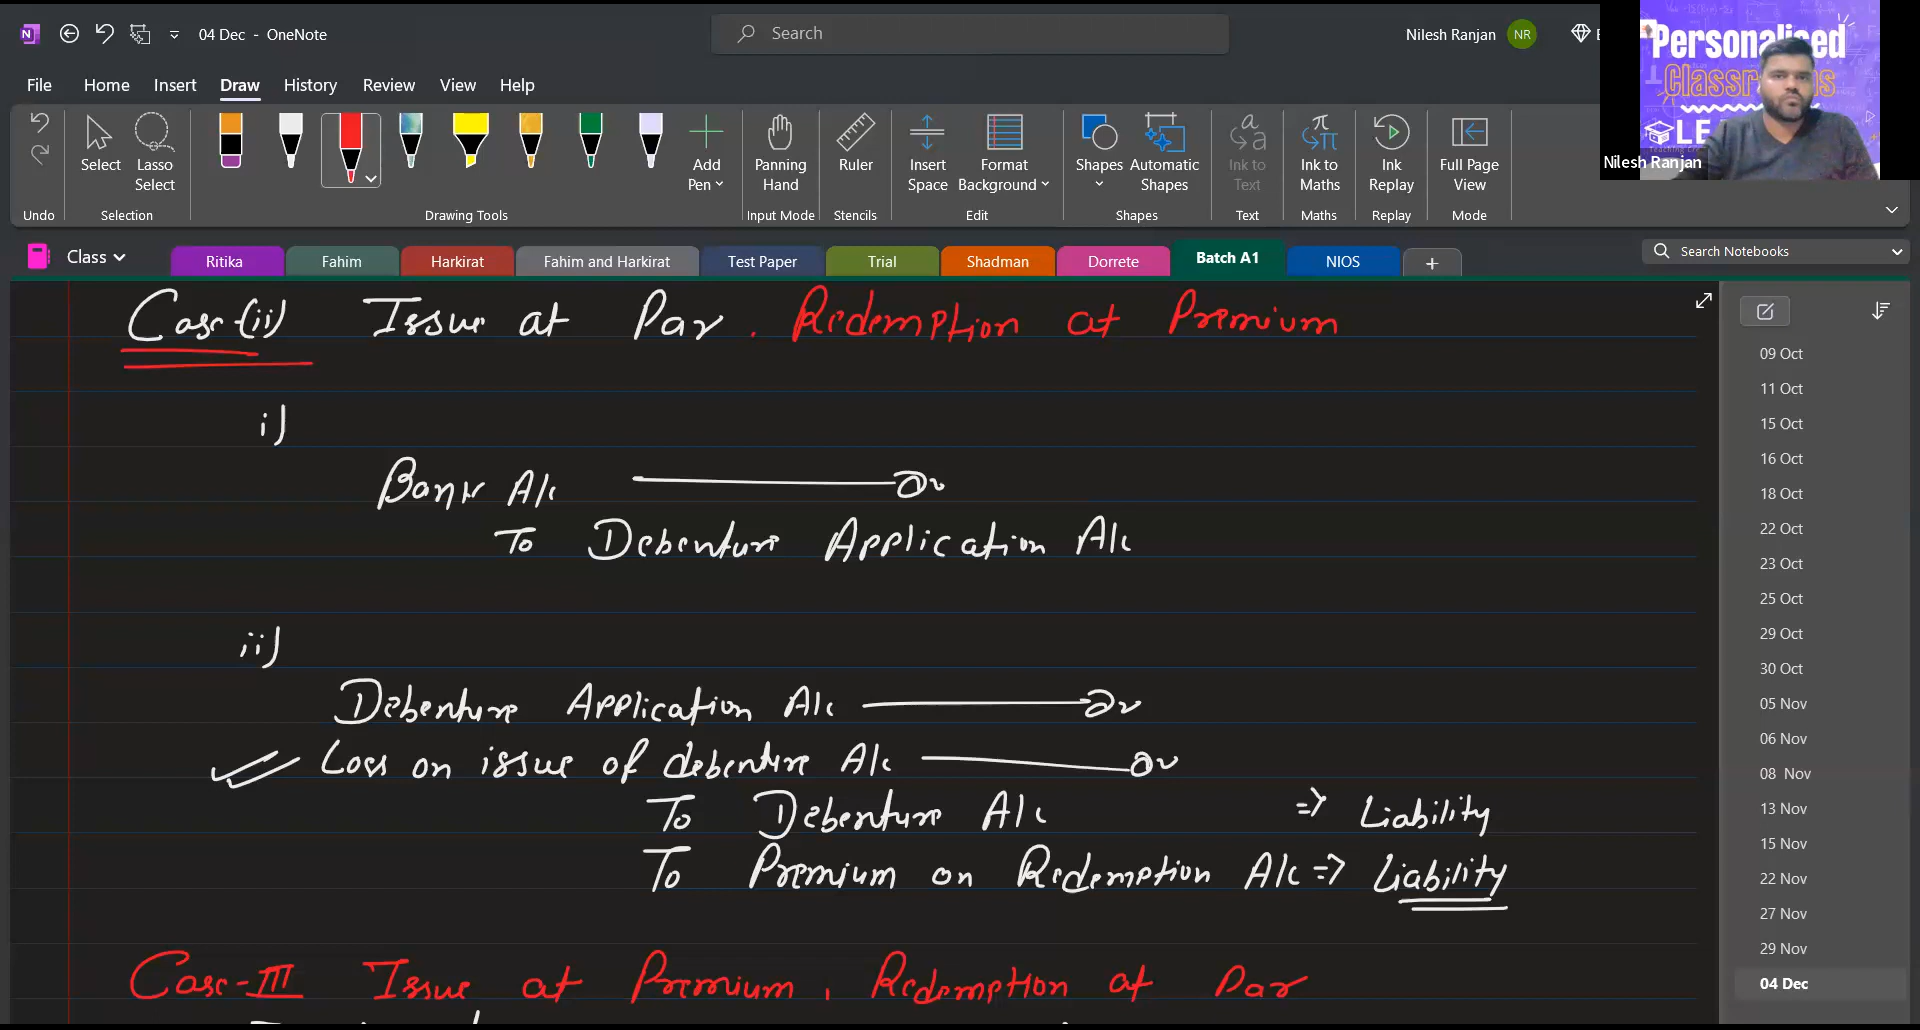 04 Dec - OneNote
Search
Nilesh Ranjan NR
File Home Insert Draw History Review View Help
Select
Lasso Select
Add Pen
Panning Hand
Ruler
Insert Space
Format Background
Shapes
Automatic Shapes
Ink to Text
Ink to Maths
Ink Replay
Full Page View
Undo Selection Drawing Tools Input Mode Stencils Edit Shapes Text Maths Replay Mode
Personalised
Nilesh Ranjan
Class Ritika Fahim Harkirat Fahim and Harkirat Test Paper Trial Shadman Dorrete Batch A1 NIOS +
Search Notebooks
Case-(ii) Issue at Par. Redemption at Premium
i)
Bank A/c Dr
To Debenture Application A/c
ii)
Debenture Application A/c Dr
Loss on issue of debenture A/c Dr
To Debenture A/c => Liability
To Premium on Redemption A/c => Liability
Case-III Issue at Premium, Redemption at Par
09 Oct
11 Oct
15 Oct
16 Oct
18 Oct
22 Oct
23 Oct
25 Oct
29 Oct
30 Oct
05 Nov
06 Nov
08 Nov
13 Nov
15 Nov
22 Nov
27 Nov
29 Nov
04 Dec